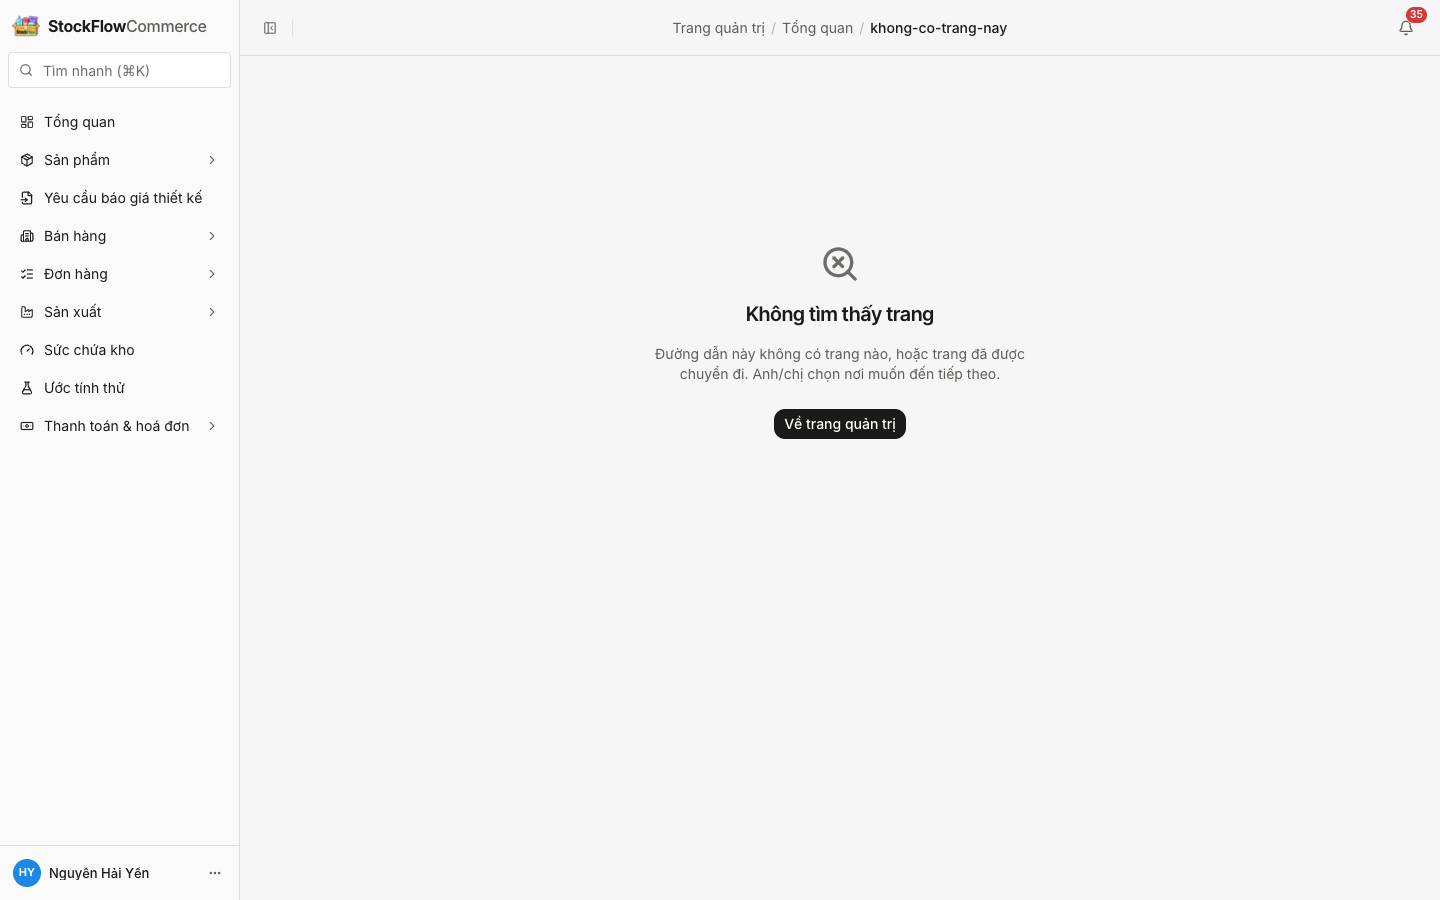 StockFlowCommerce
Tìm nhanh (⌘K)
Tổng quan
Sản phẩm
Yêu cầu báo giá thiết kế
Bán hàng
Đơn hàng
Sản xuất
Sức chứa kho
Ước tính thử
Thanh toán & hoá đơn
Nguyễn Hải Yến
HY
Trang quản trị / Tổng quan / khong-co-trang-nay
35
Không tìm thấy trang
Đường dẫn này không có trang nào, hoặc trang đã được
chuyển đi. Anh/chị chọn nơi muốn đến tiếp theo.
Về trang quản trị